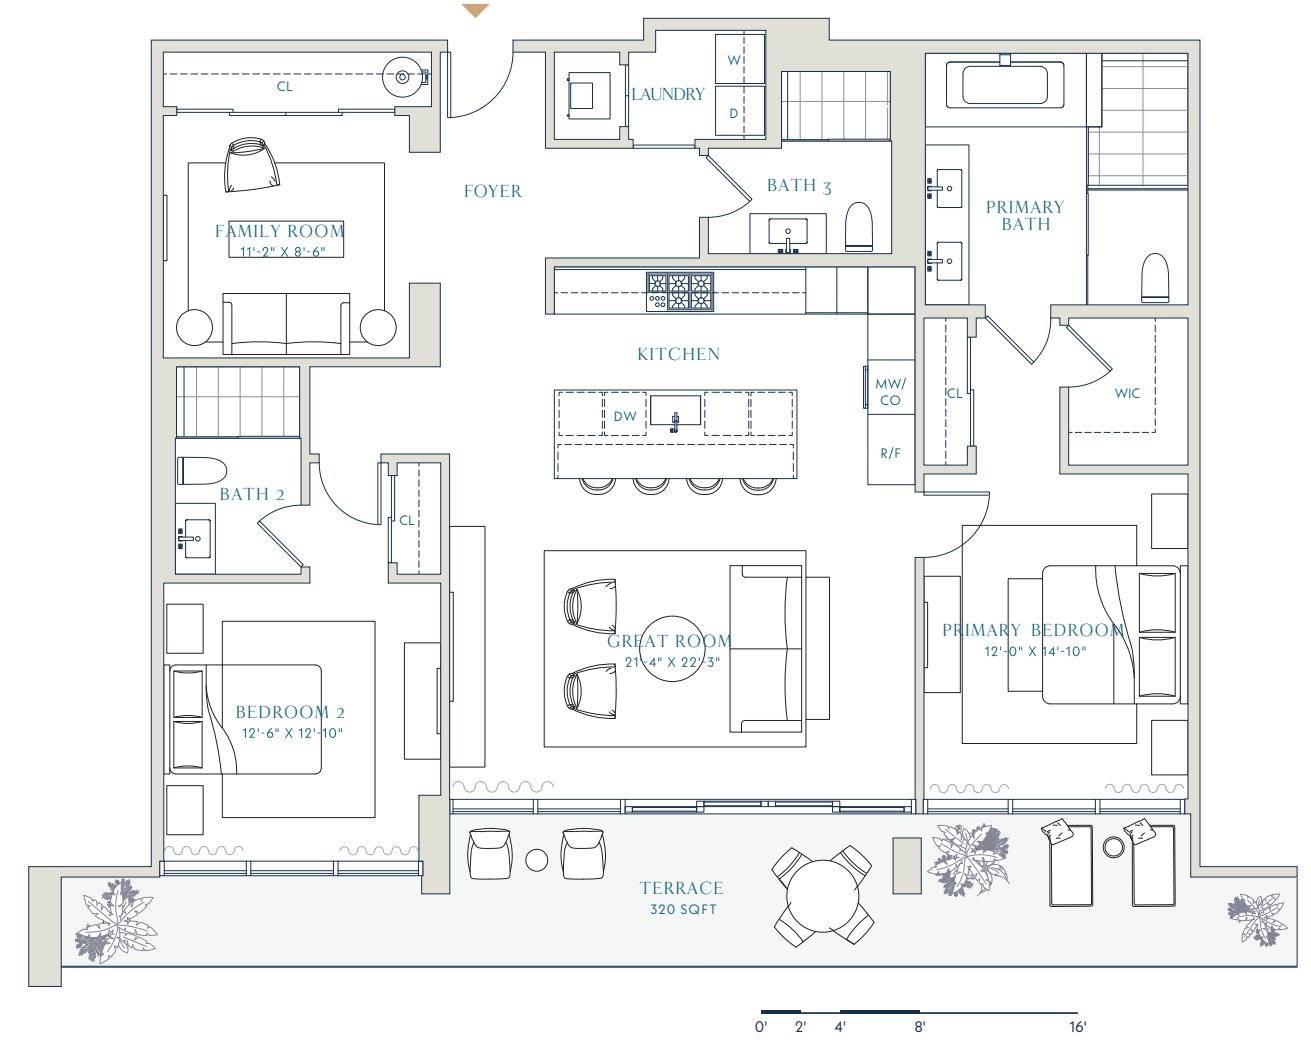 CL
W
LAUNDRY
D
FOYER
BATH 3
PRIMARY
BATH
FAMILY ROOM
11'-2" X 8'-6"
KITCHEN
MW/
CO
CL
WIC
DW
R/F
BATH 2
CL
GREAT ROOM
21'-4" X 22'-3"
PRIMARY BEDROOM
12'-0" X 14'-10"
BEDROOM 2
12'-6" X 12'-10"
TERRACE
320 SQFT
0' 2' 4' 8' 16'